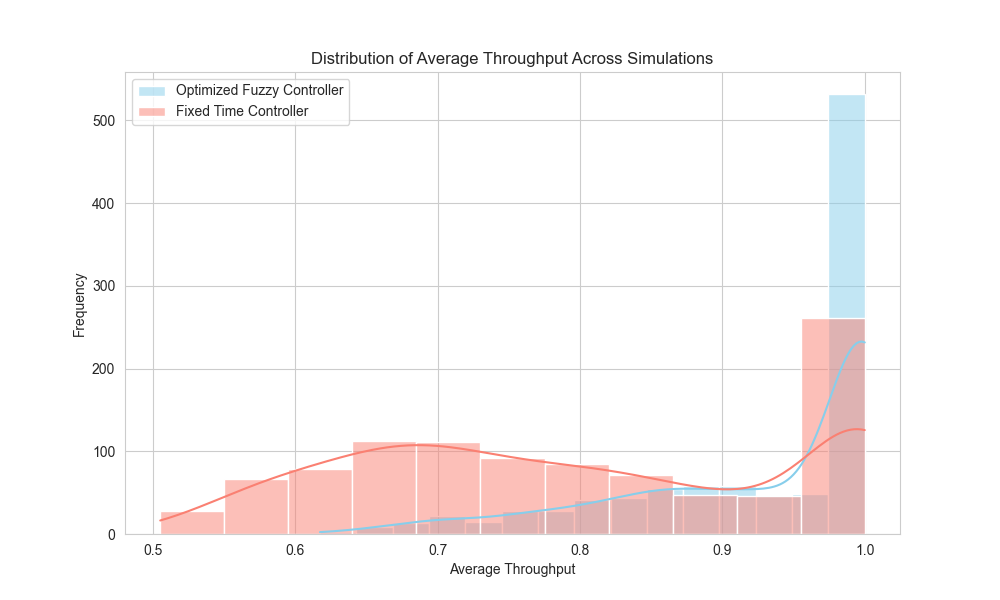 Distribution of Average Throughput Across Simulations
Optimized Fuzzy Controller
Fixed Time Controller
Frequency
500
400
300
200
100
0
0.5 0.6 0.7 0.8 0.9 1.0
Average Throughput